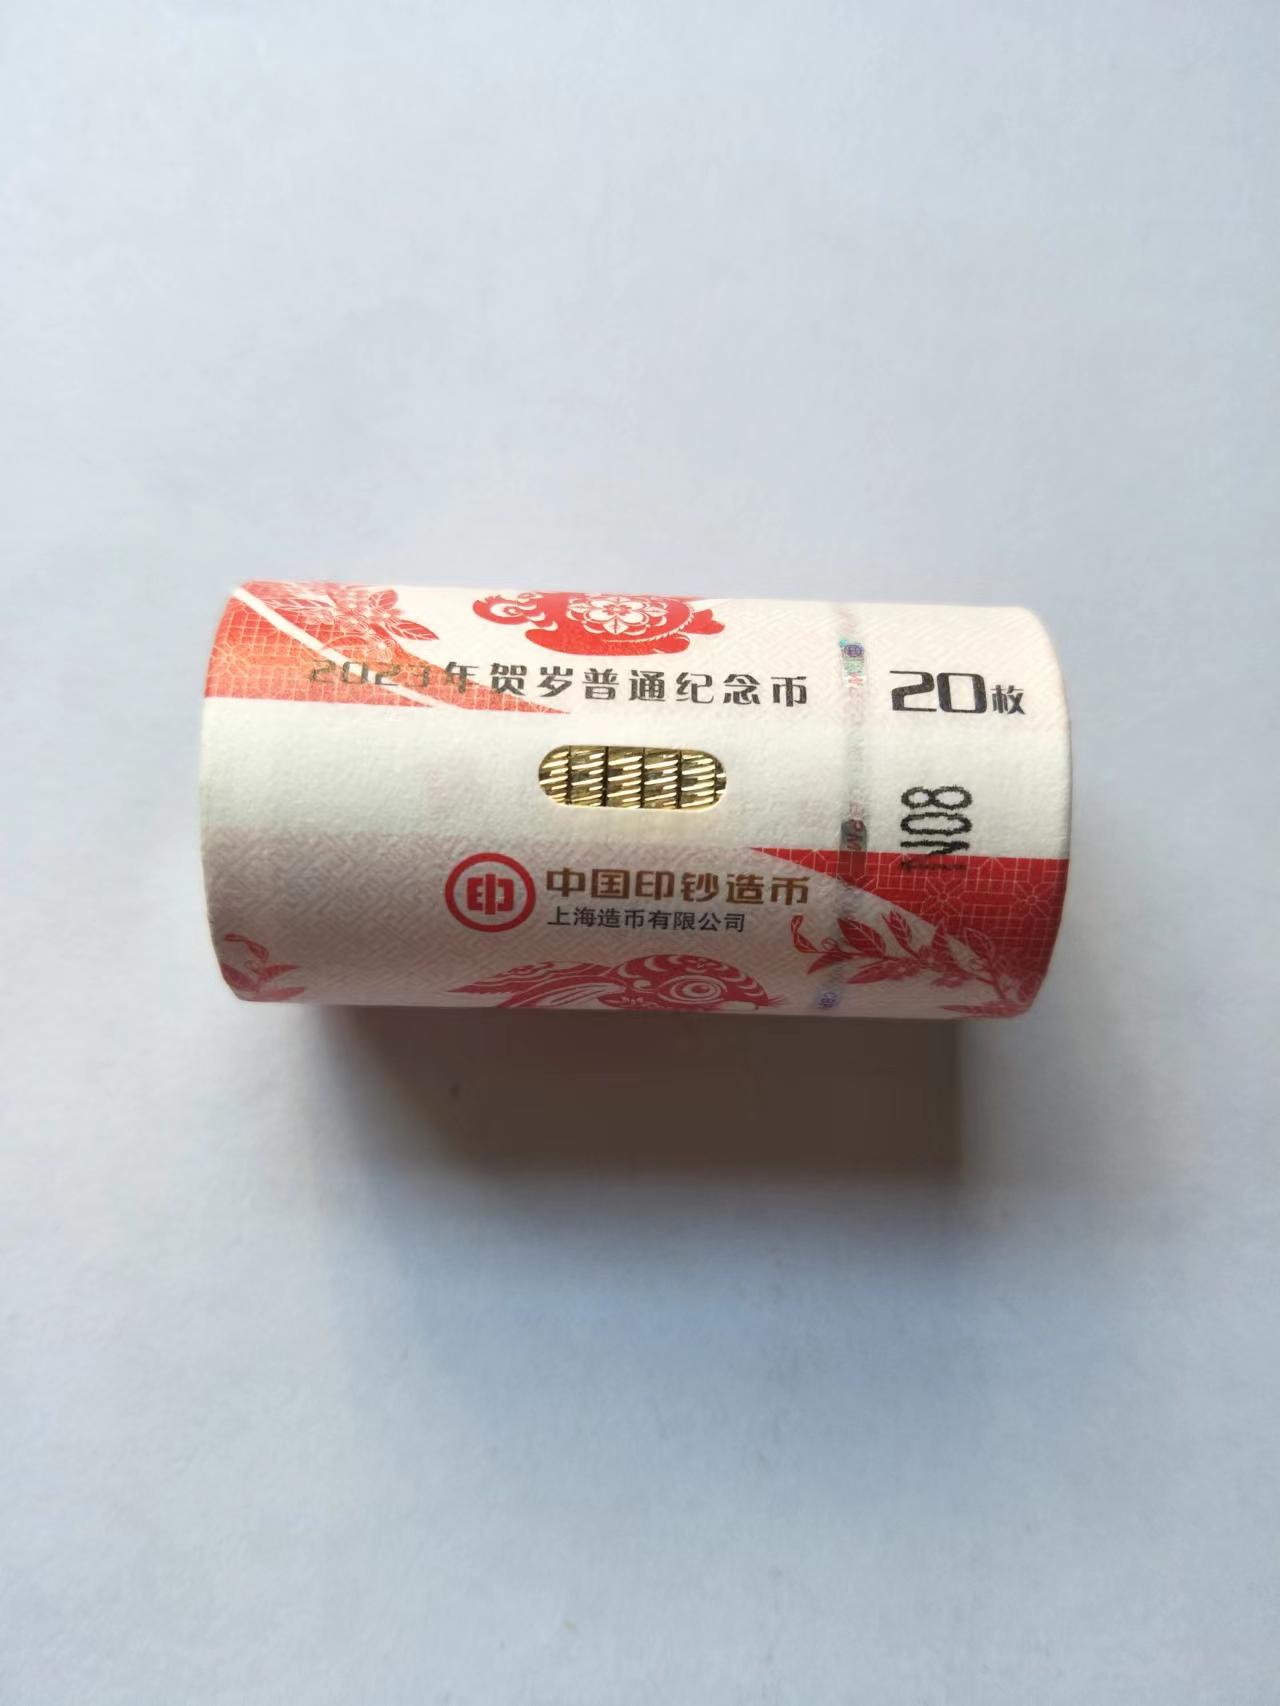 2023年贺岁普通纪念币
20枚
N08
中国印钞造币
上海造币有限公司